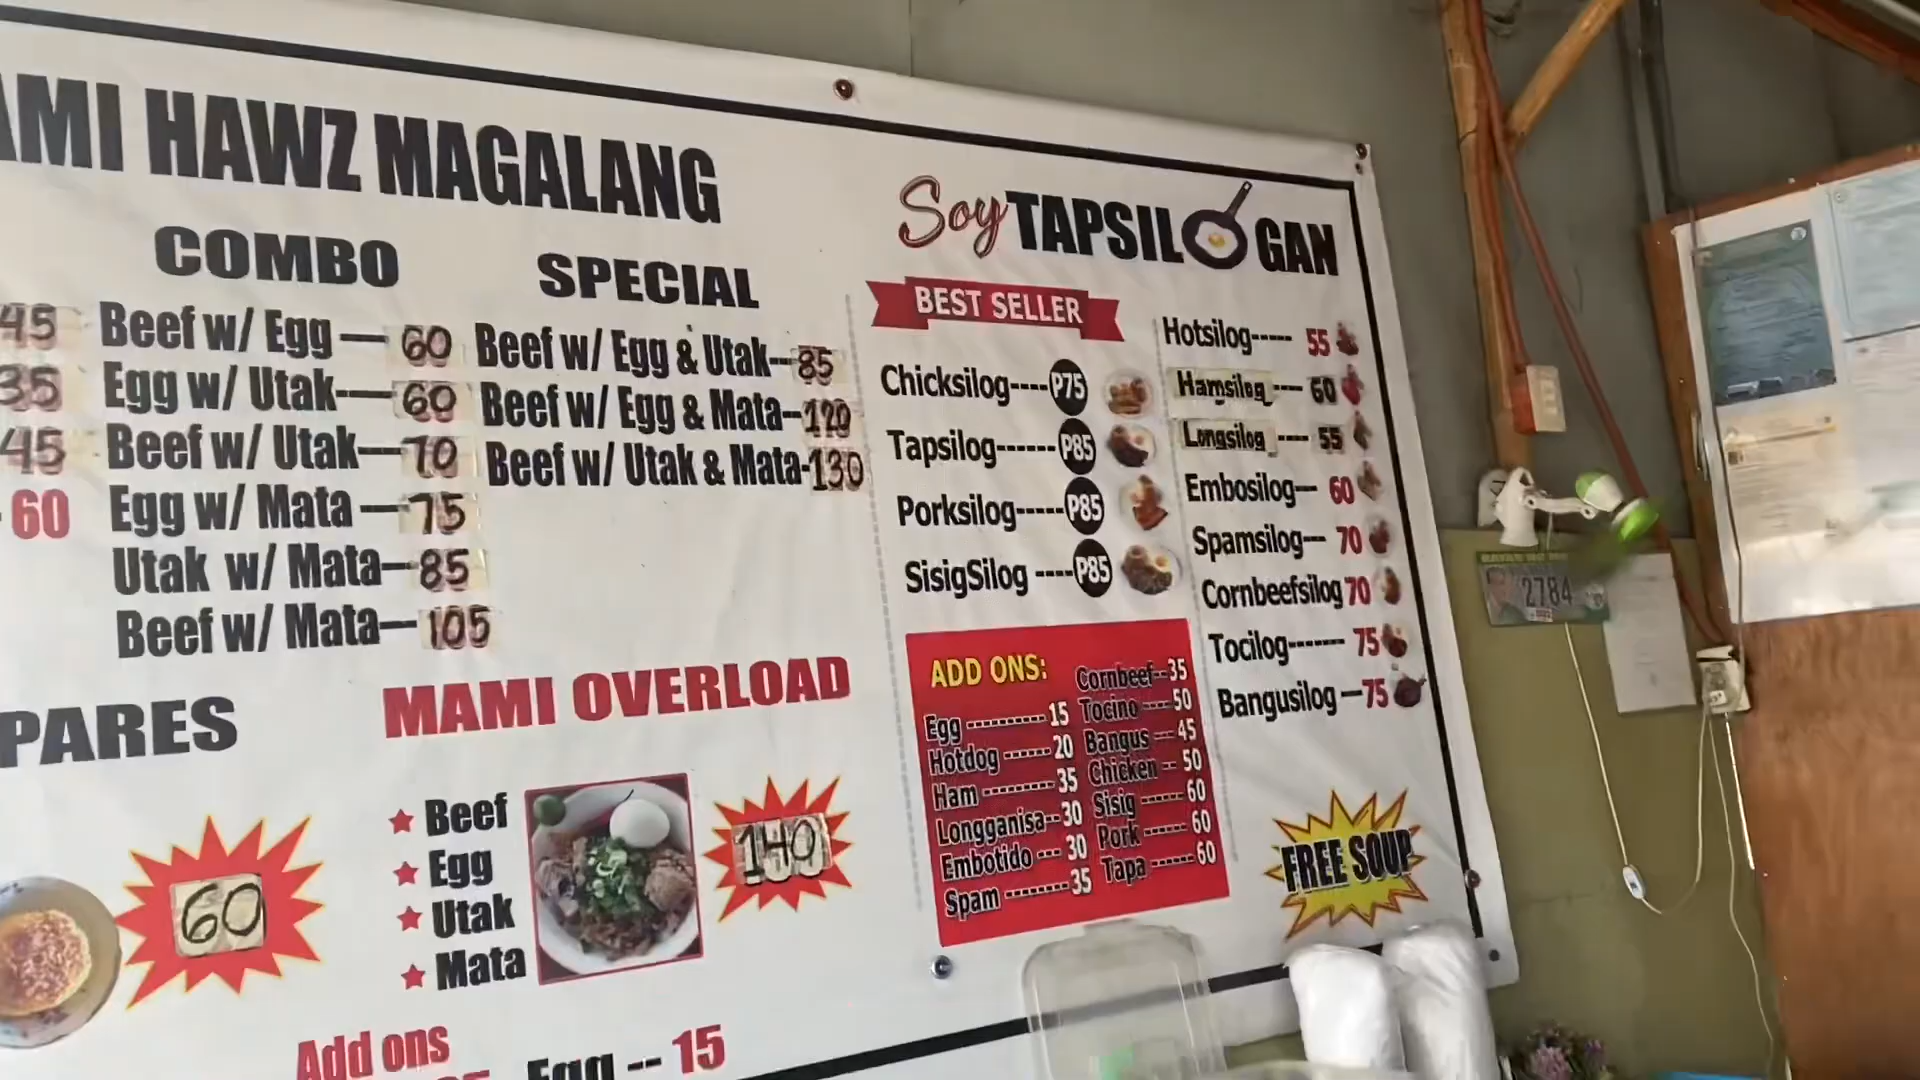 AMI HAWZ MAGALANG
COMBO
45 Beef w/ Egg — 60
35 Egg w/ Utak — 60
45 Beef w/ Utak — 70
-60 Egg w/ Mata — 75
Utak w/ Mata — 85
Beef w/ Mata — 105
SPECIAL
Beef w/ Egg & Utak-- 85
Beef w/ Egg & Mata-- 120
Beef w/ Utak & Mata- 130
PARES
60
MAMI OVERLOAD
Beef
Egg
Utak
Mata
140
Add ons
Egg -- 15
Soy TAPSILOGAN
BEST SELLER
Chicksilog---- P75
Tapsilog------ P85
Porksilog----- P85
SisigSilog ---- P85
Hotsilog----- 55
Hamsilog ---- 60
Longsilog ---- 55
Embosilog-- 60
Spamsilog--- 70
Cornbeefsilog 70
Tocilog------- 75
Bangusilog — 75
ADD ONS:
Egg ---------- 15
Hotdog ------ 20
Ham --------- 35
Longganisa-- 30
Embotido --- 30
Spam -------- 35
Cornbeef-- 35
Tocino ---- 50
Bangus --- 45
Chicken -- 50
Sisig ------ 60
Pork ------ 60
Tapa ------ 60
FREE SOUP
2784